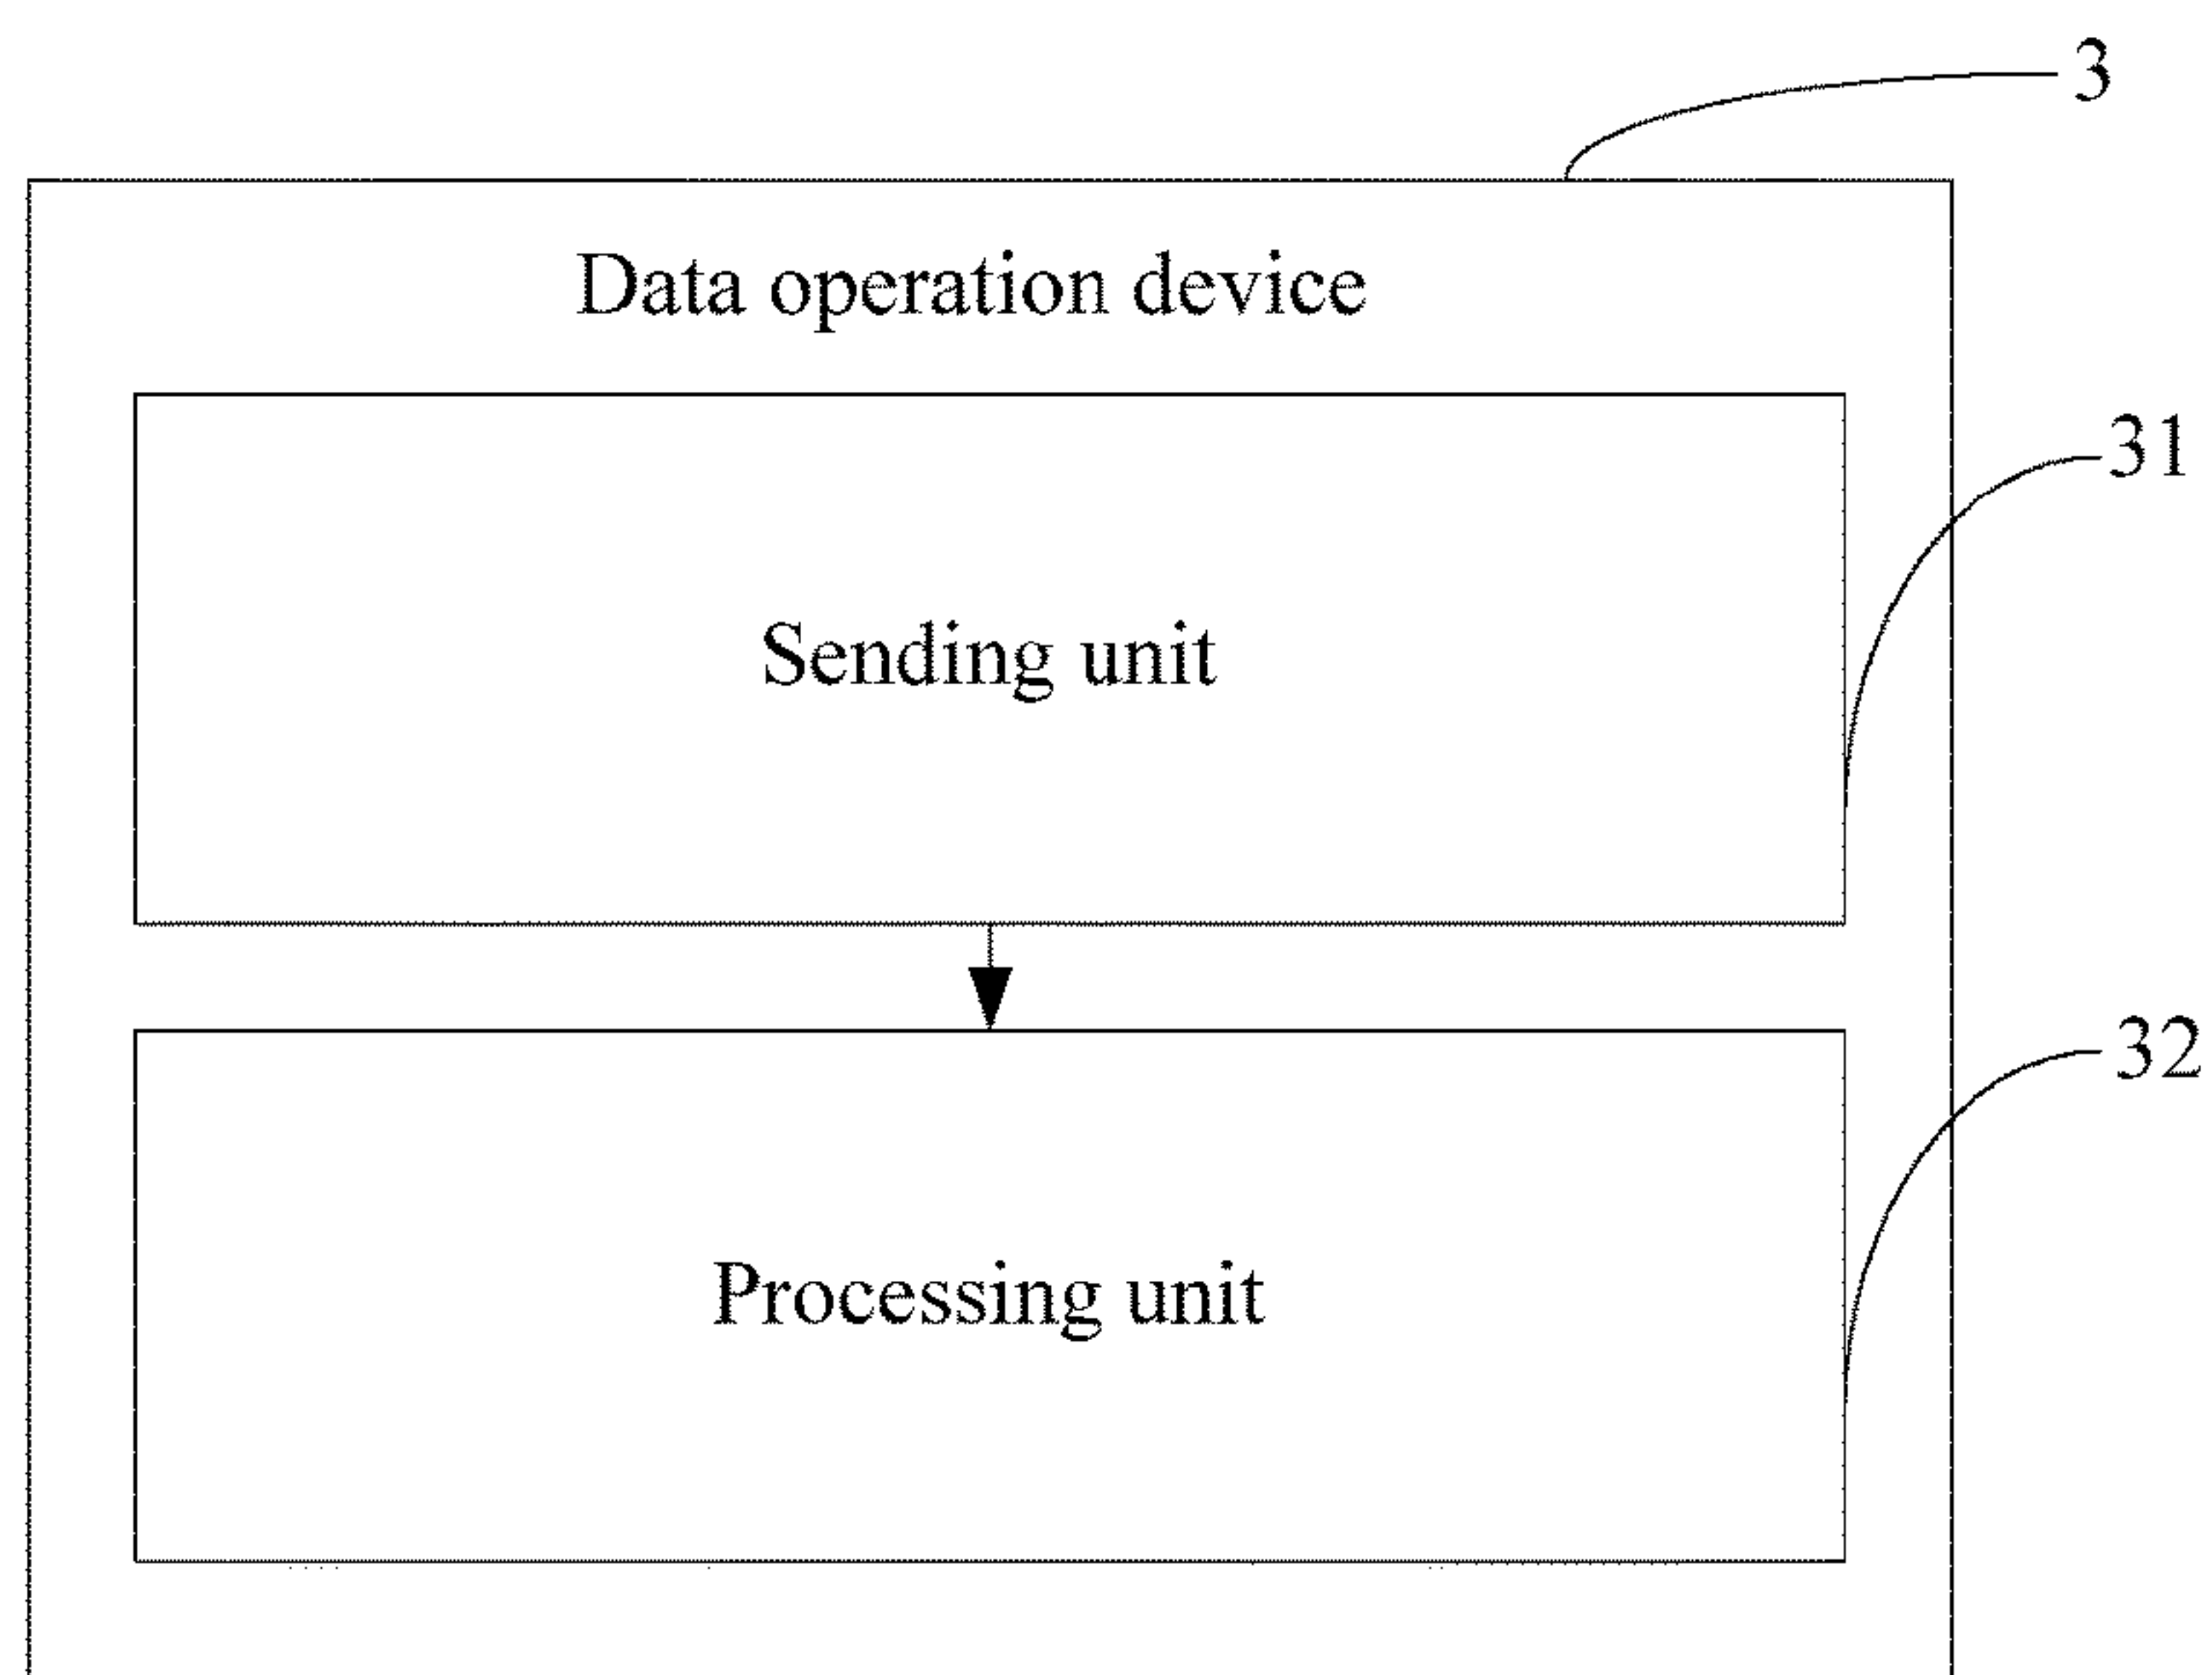 3
Data operation device
31
Sending unit
32
Processing unit